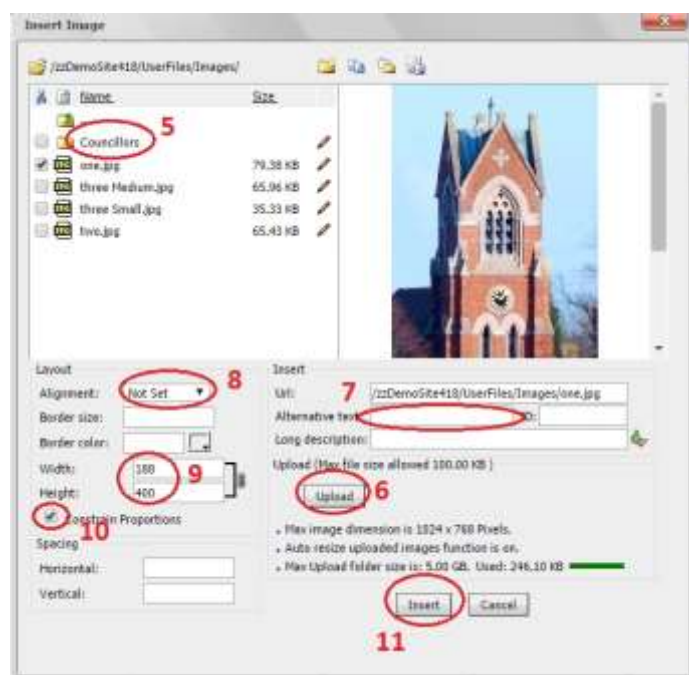 Insert Image
/zzDemoSite418/UserFiles/Images/
Name Size
5
Councillors
one.jpg 79.38 KB
three Medium.jpg 65.96 KB
three Small.jpg 35.33 KB
two.jpg 65.43 KB
Layout
Alignment: Not Set 8
Border size:
Border color:
Width: 188
9
Height: 400
Constrain Proportions
10
Spacing
Horizontal:
Vertical:
Insert
Url: 7 /zzDemoSite418/UserFiles/Images/one.jpg
Alternative text: ID:
Long description:
Upload (Max file size allowed 100.00 KB )
Upload 6
Max image dimension is 1024 x 768 Pixels.
Auto resize uploaded images function is on.
Max Upload folder size is: 5.00 GB. Used: 246.10 KB
Insert Cancel
11